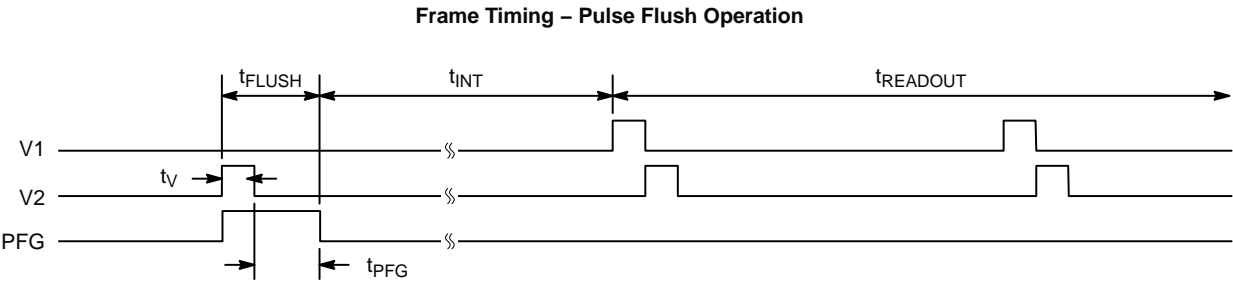 Frame Timing – Pulse Flush Operation
tFLUSH tINT tREADOUT
V1
tV
V2
PFG
tPFG